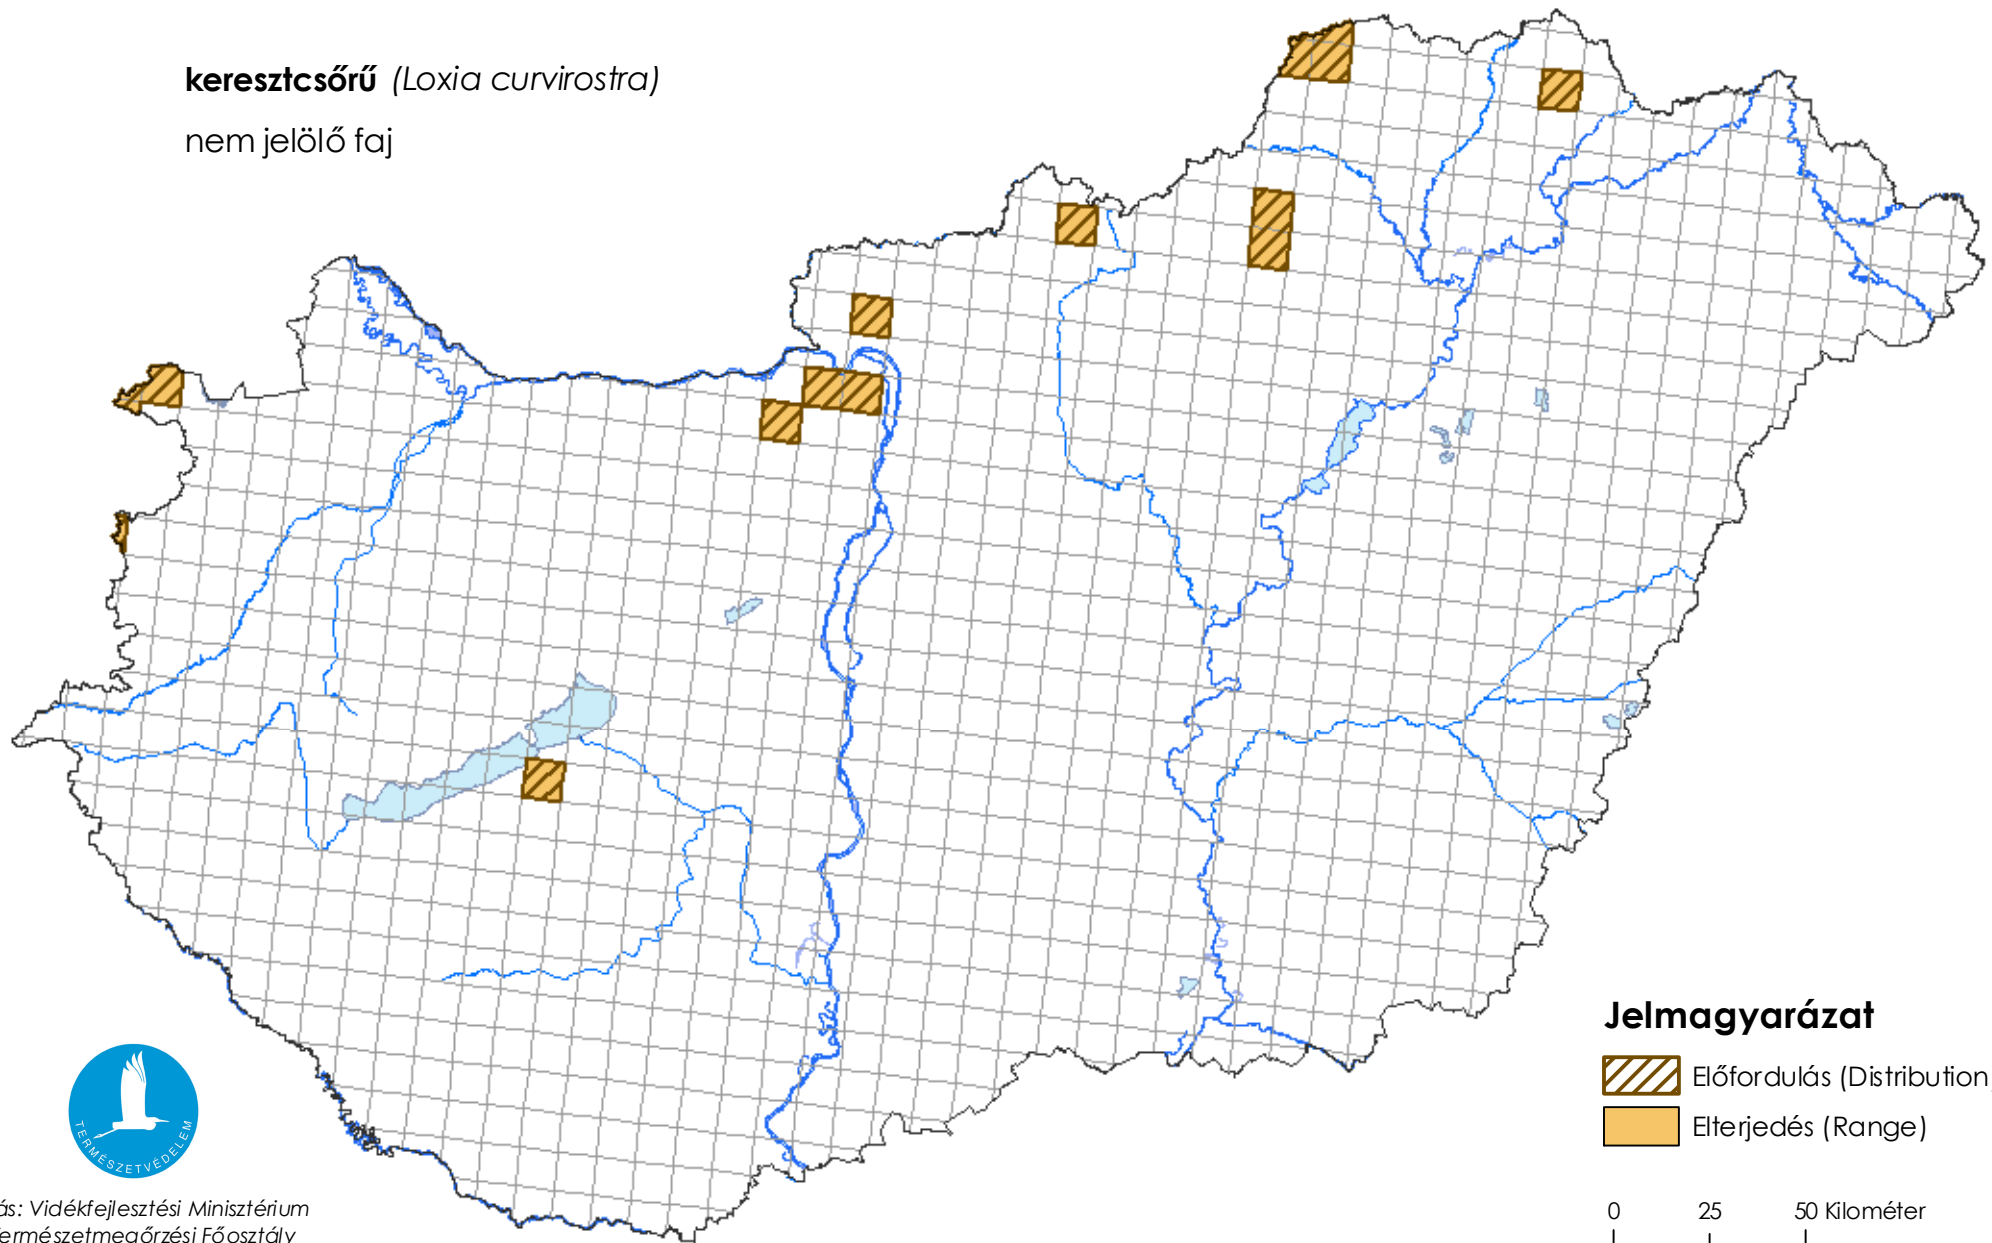 keresztcsőrű (Loxia curvirostra)
nem jelölő faj
Jelmagyarázat
Előfordulás (Distribution
Elterjedés (Range)
0 25 50 Kilométer
TERMÉSZETVÉDELEM
ás: Vidékfejlesztési Minisztérium
Természetmegőrzési Főosztály